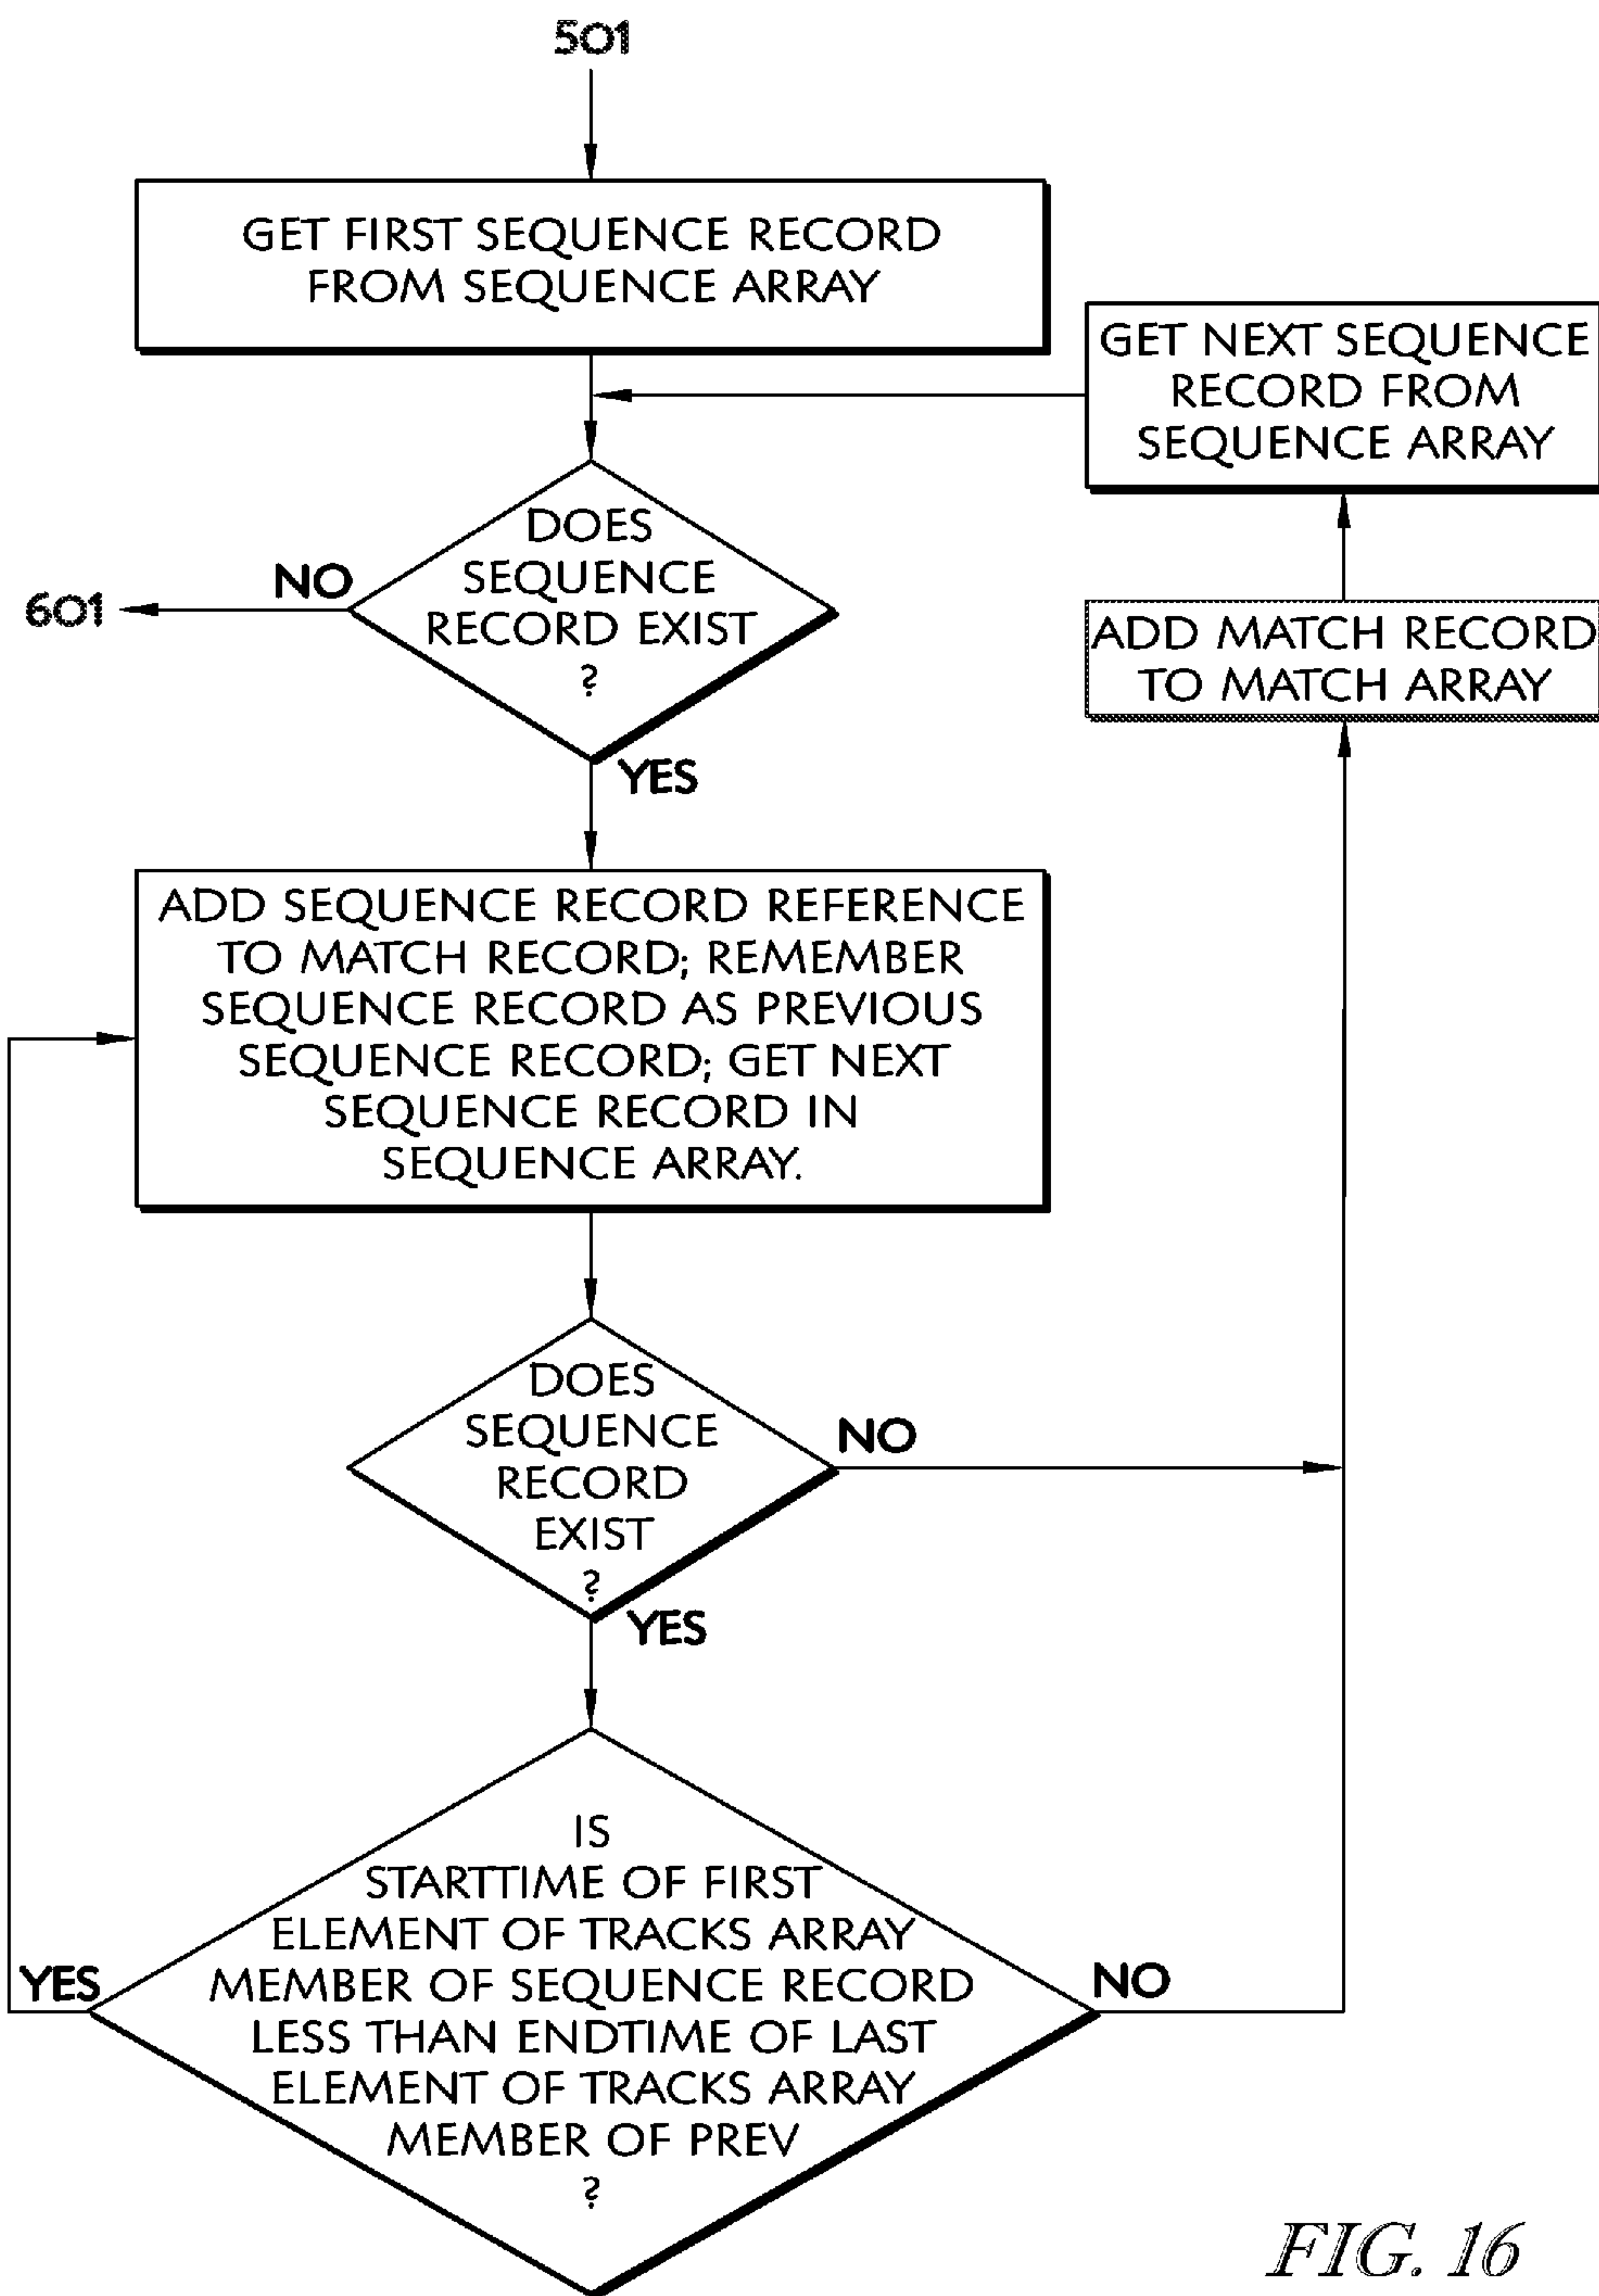 501
GET FIRST SEQUENCE RECORD
FROM SEQUENCE ARRAY
GET NEXT SEQUENCE
RECORD FROM
SEQUENCE ARRAY
DOES
SEQUENCE
RECORD EXIST
?
NO
601
YES
ADD MATCH RECORD
TO MATCH ARRAY
ADD SEQUENCE RECORD REFERENCE
TO MATCH RECORD; REMEMBER
SEQUENCE RECORD AS PREVIOUS
SEQUENCE RECORD; GET NEXT
SEQUENCE RECORD IN
SEQUENCE ARRAY.
DOES
SEQUENCE
RECORD
EXIST
?
NO
YES
IS
STARTTIME OF FIRST
ELEMENT OF TRACKS ARRAY
MEMBER OF SEQUENCE RECORD
LESS THAN ENDTIME OF LAST
ELEMENT OF TRACKS ARRAY
MEMBER OF PREV
?
YES
NO
FIG. 16